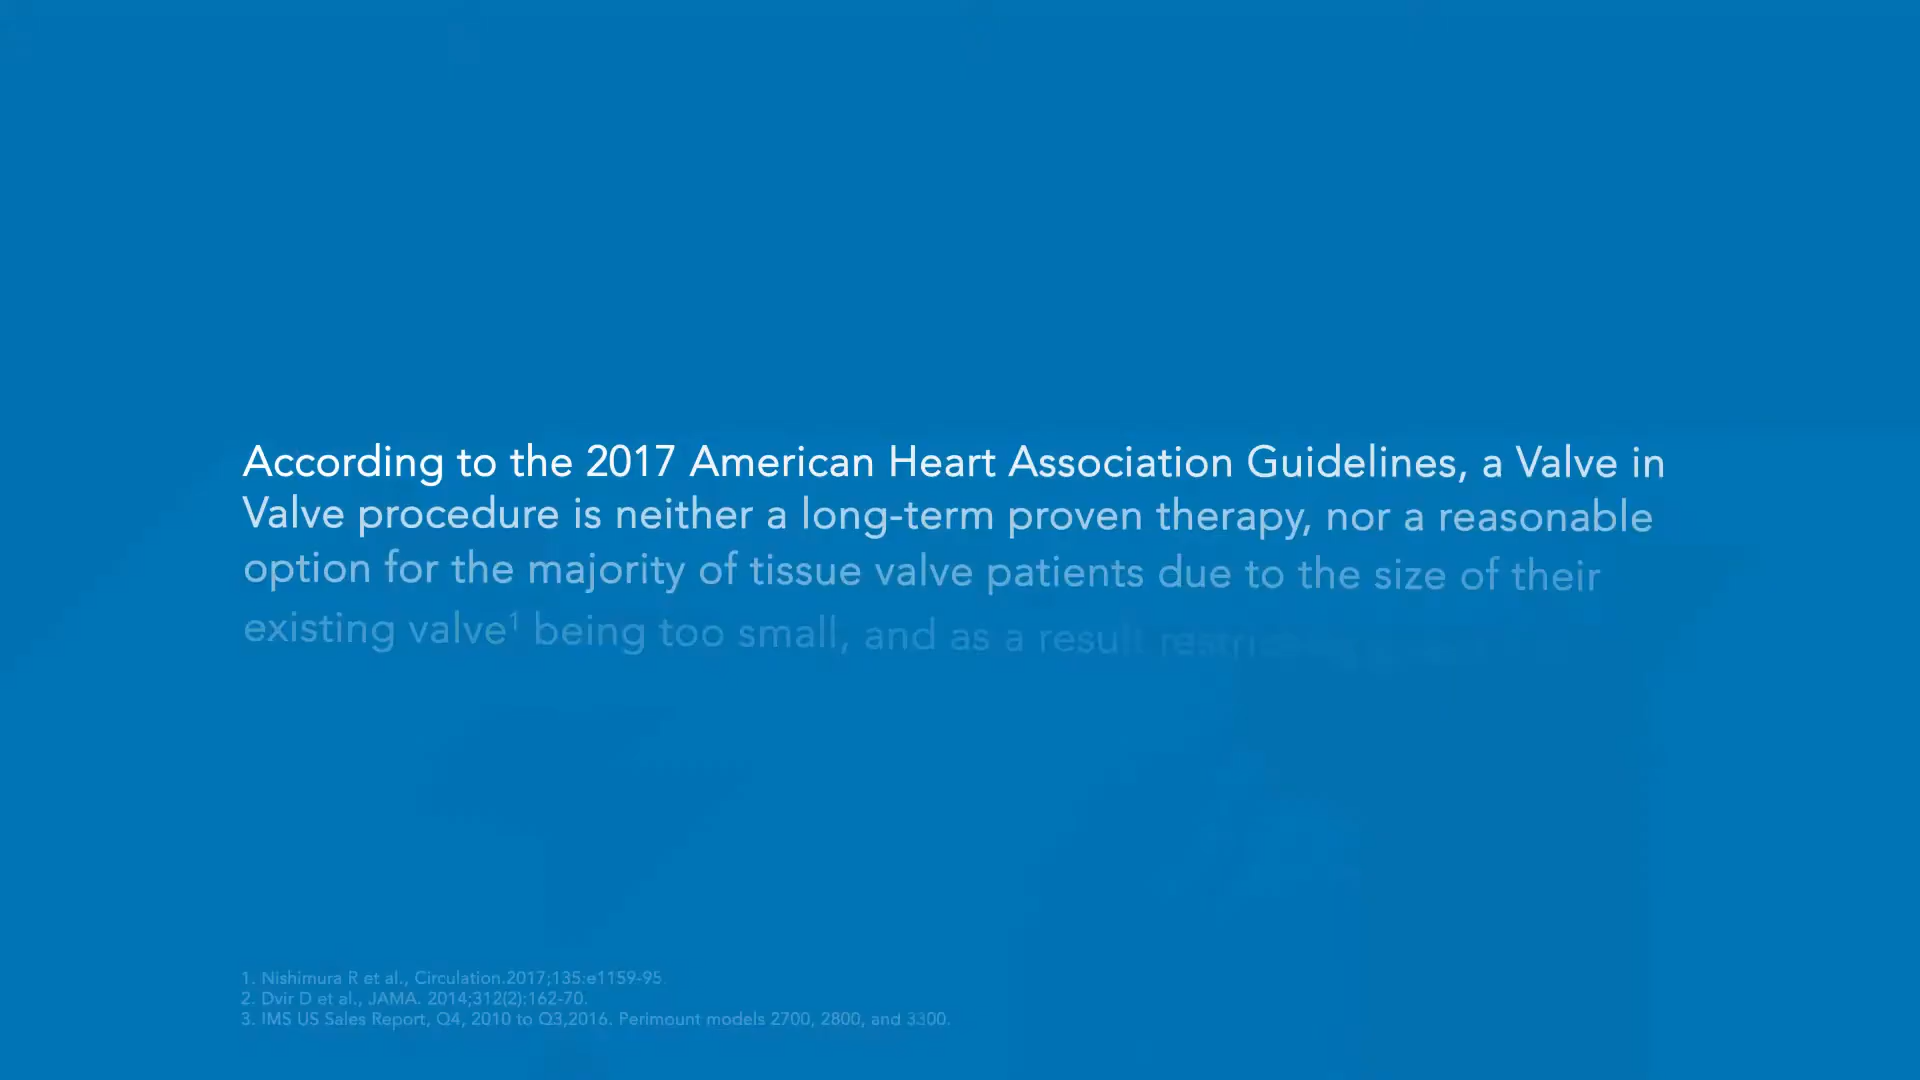 According to the 2017 American Heart Association Guidelines, a Valve in
Valve procedure is neither a long-term proven therapy, nor a reasonable
option for the majority of tissue valve patients due to the size of their
existing valve¹ being too small, and as a result
1. Nishimura R et al., Circulation.2017;135:e1159-95.
2. Dvir D et al., JAMA. 2014;312(2):162-70.
3. IMS US Sales Report, Q4, 2010 to Q3,2016. Perimount models 2700, 2800, and 3300.